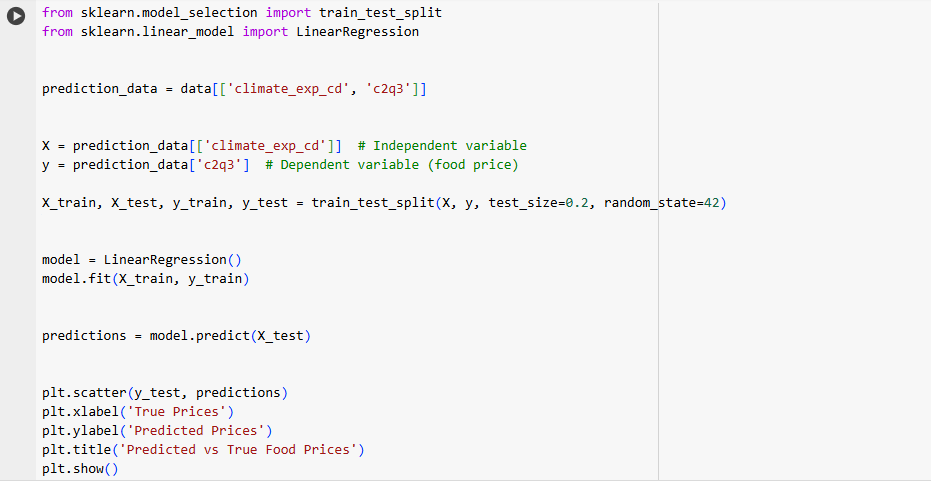 from sklearn.model_selection import train_test_split
from sklearn.linear_model import LinearRegression
prediction_data = data[['climate_exp_cd', 'c2q3']]
X = prediction_data[['climate_exp_cd']]  # Independent variable
y = prediction_data['c2q3']  # Dependent variable (food price)
X_train, X_test, y_train, y_test = train_test_split(X, y, test_size=0.2, random_state=42)
model = LinearRegression()
model.fit(X_train, y_train)
predictions = model.predict(X_test)
plt.scatter(y_test, predictions)
plt.xlabel('True Prices')
plt.ylabel('Predicted Prices')
plt.title('Predicted vs True Food Prices')
plt.show()